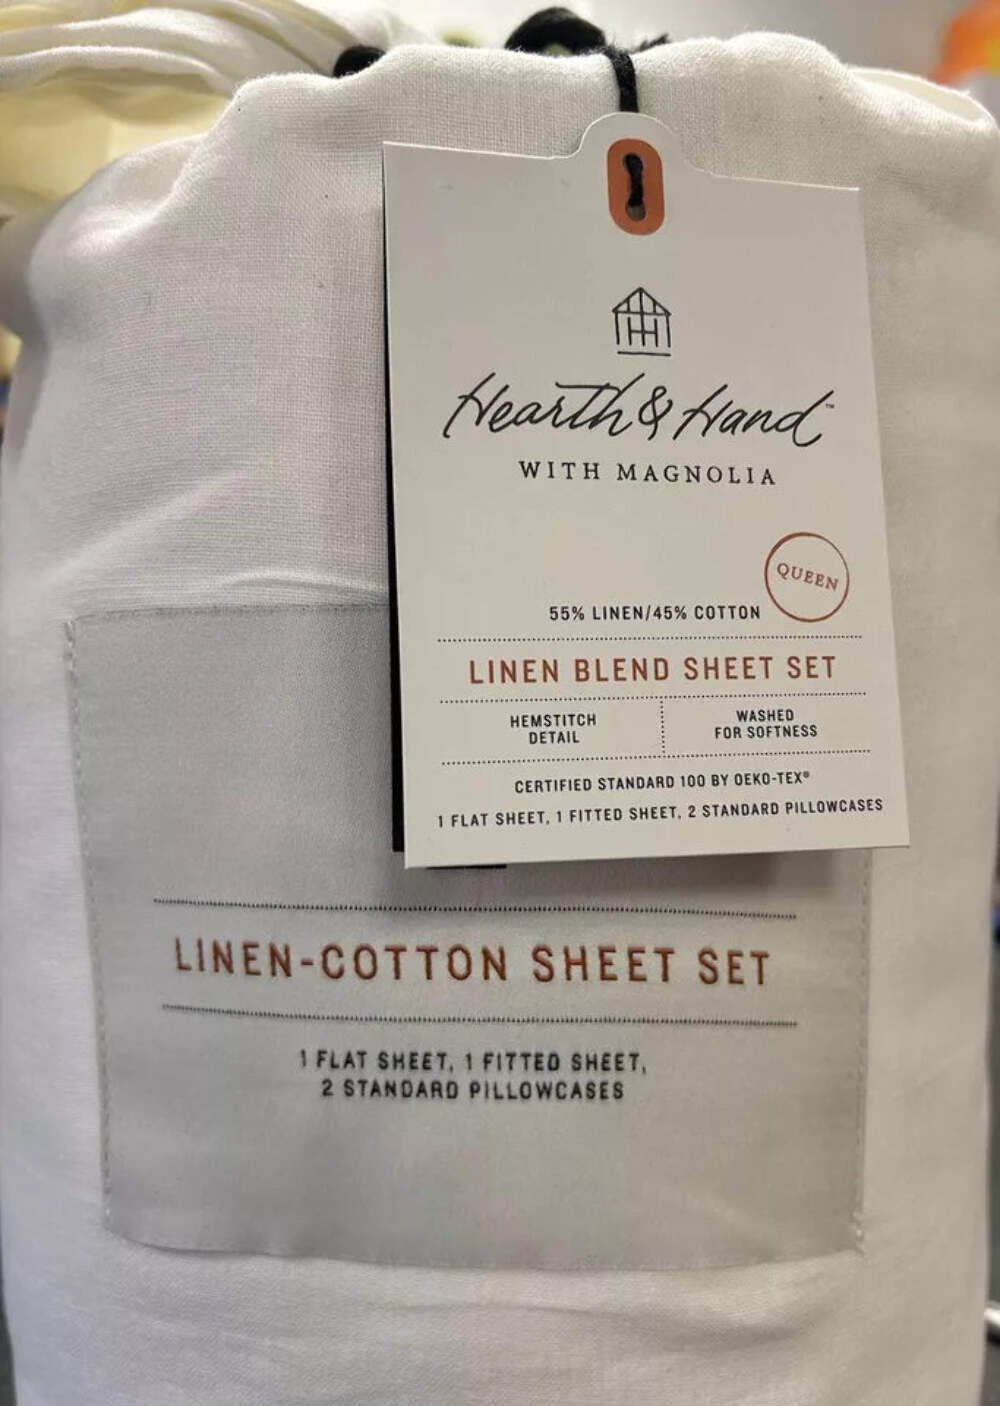 Hearth & Hand™
WITH MAGNOLIA
QUEEN
55% LINEN/45% COTTON
LINEN BLEND SHEET SET
HEMSTITCH
DETAIL
WASHED
FOR SOFTNESS
CERTIFIED STANDARD 100 BY OEKO-TEX®
1 FLAT SHEET, 1 FITTED SHEET, 2 STANDARD PILLOWCASES
LINEN-COTTON SHEET SET
1 FLAT SHEET, 1 FITTED SHEET,
2 STANDARD PILLOWCASES